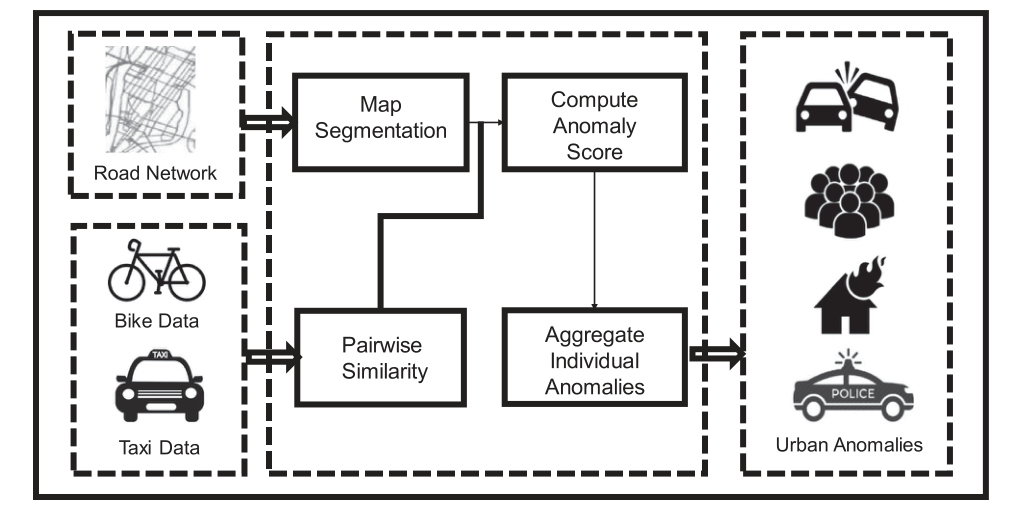 Road Network
Bike Data
TAXI
Taxi Data
Map
Segmentation
Compute
Anomaly
Score
Pairwise
Similarity
Aggregate
Individual
Anomalies
POLICE
Urban Anomalies